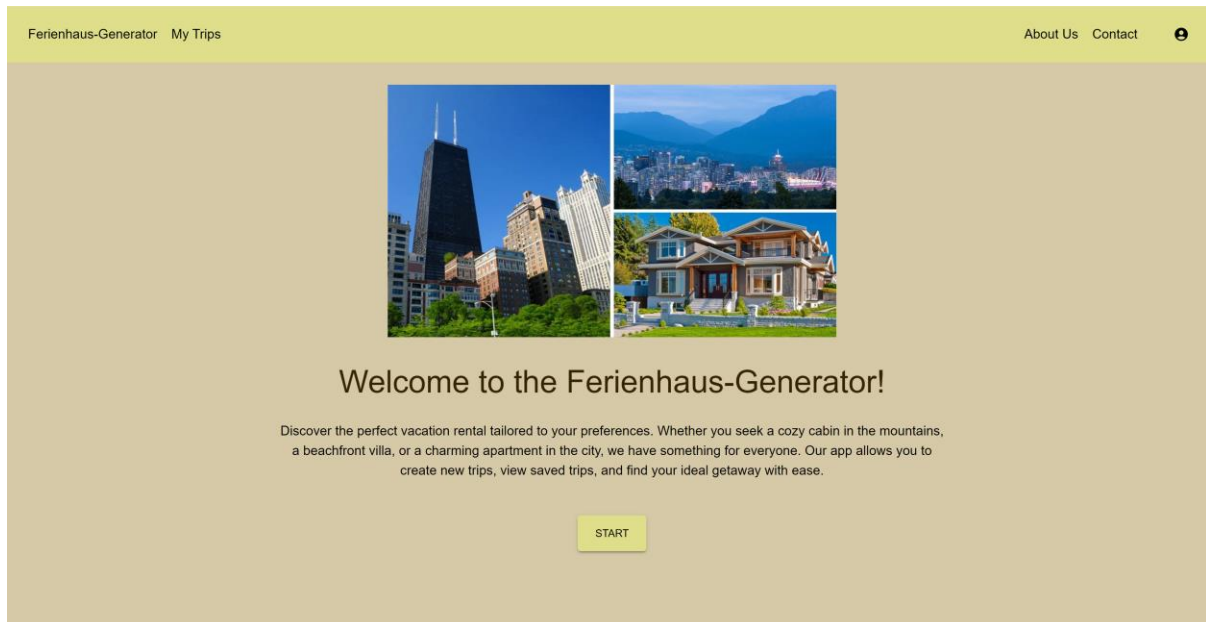 Ferienhaus-Generator My Trips About Us Contact
Welcome to the Ferienhaus-Generator!
Discover the perfect vacation rental tailored to your preferences. Whether you seek a cozy cabin in the mountains,
a beachfront villa, or a charming apartment in the city, we have something for everyone. Our app allows you to
create new trips, view saved trips, and find your ideal getaway with ease.
START